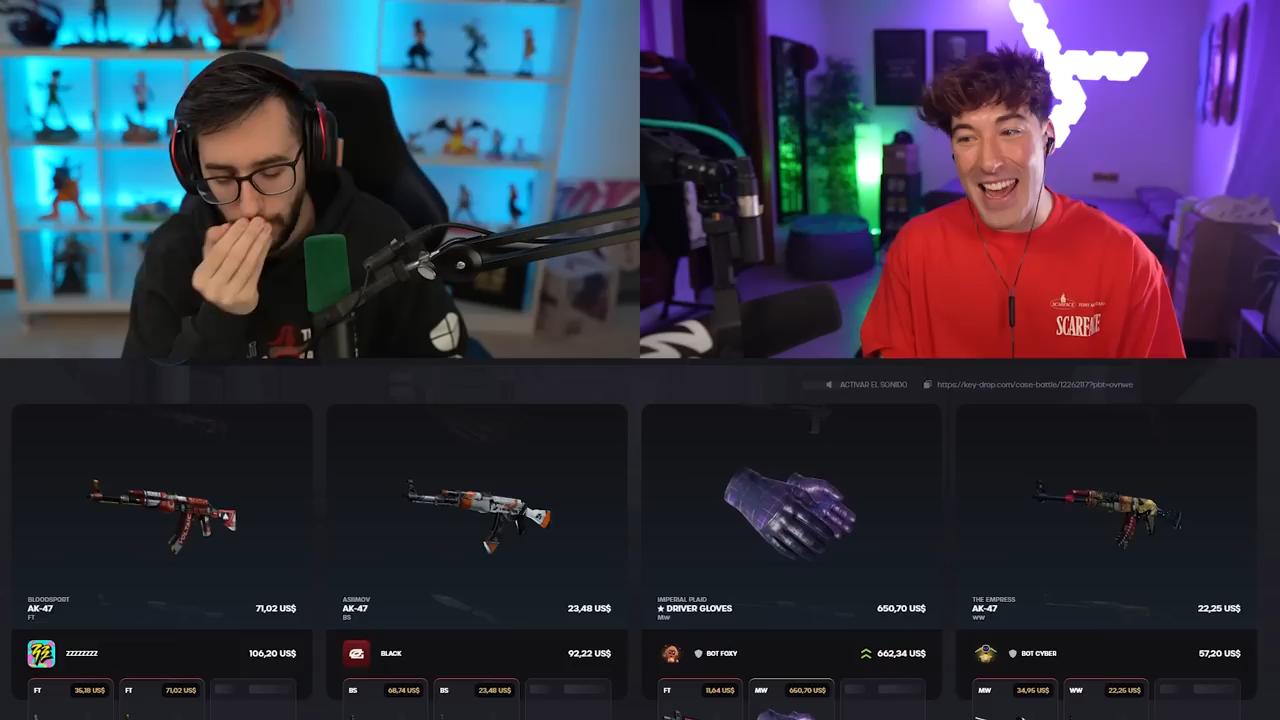 SCARFACE
ACTIVAR EL SONIDO
https://key-drop.com/case-battle/12262117?pbt=ovnwe
BLOODSPORT
AK-47
71,02 US$
FT
ASIIMOV
AK-47
23,48 US$
BS
IMPERIAL PLAID
★ DRIVER GLOVES
650,70 US$
MW
THE EMPRESS
AK-47
22,25 US$
WW
ZZZZZZZZ
106,20 US$
BLACK
92,22 US$
BOT FOXY
662,34 US$
BOT CYBER
57,20 US$
FT
35,18 US$
FT
71,02 US$
BS
68,74 US$
BS
23,48 US$
FT
11,64 US$
MW
650,70 US$
MW
34,95 US$
WW
22,25 US$